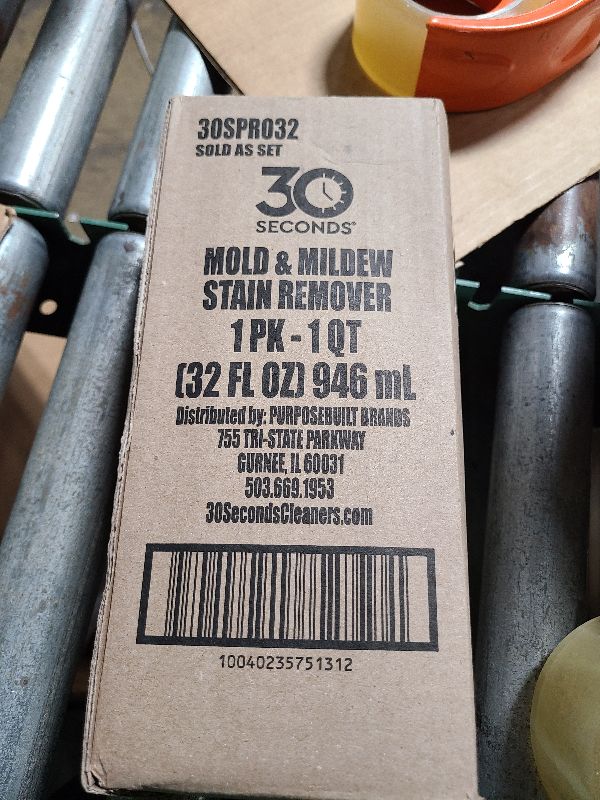 30SPRO32
SOLD AS SET
30
SECONDS®
MOLD & MILDEW
STAIN REMOVER
1 PK - 1 QT
(32 FL OZ) 946 mL
Distributed by: PURPOSEBUILT BRANDS
755 TRI-STATE PARKWAY
GURNEE, IL 60031
503.669.1953
30SecondsCleaners.com
10040235751312